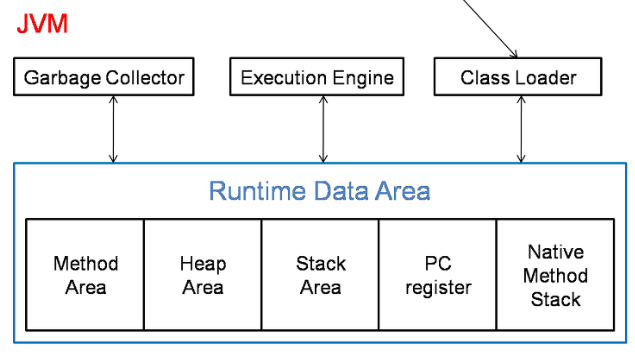 JVM
Garbage Collector
Execution Engine
Class Loader
Runtime Data Area
Method
Area
Heap
Area
Stack
Area
PC
register
Native
Method
Stack